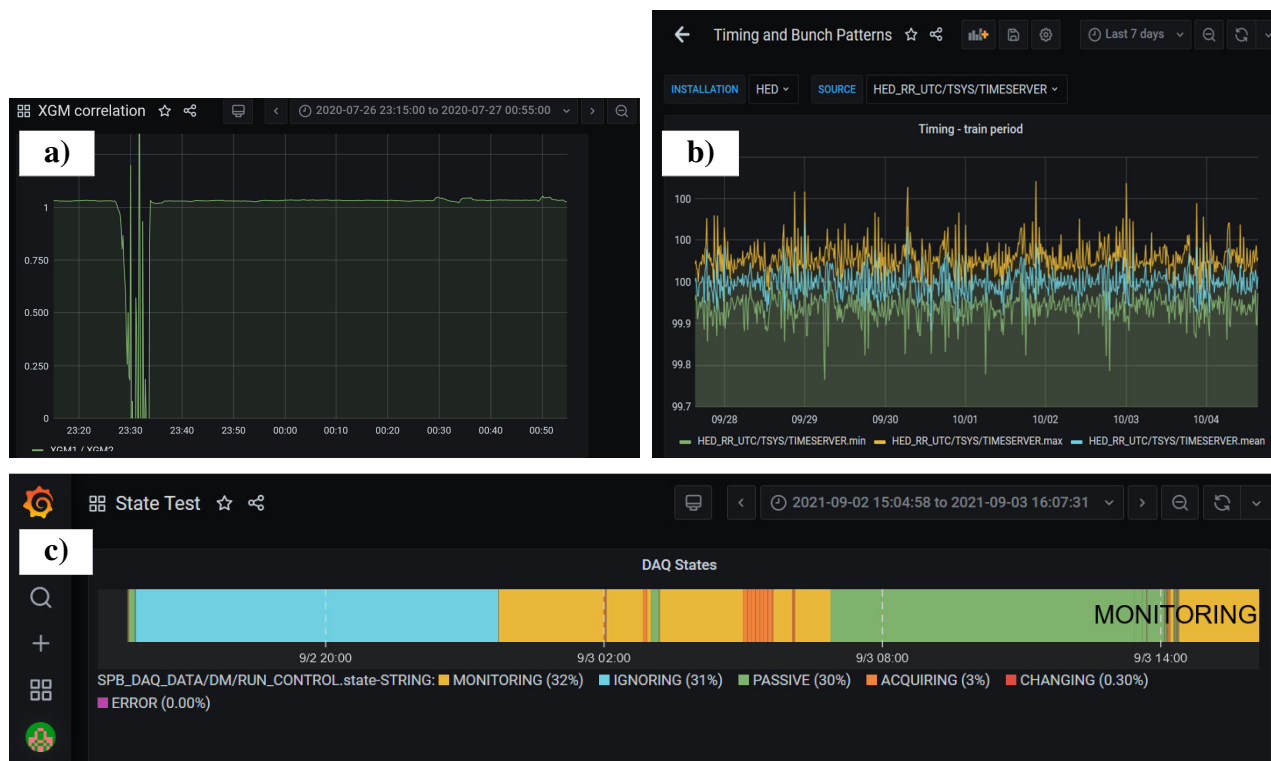 XGM correlation
2020-07-26 23:15:00 to 2020-07-27 00:55:00
a)
1
0.750
0.500
0.250
0
23:20 23:30 23:40 23:50 00:00 00:10 00:20 00:30 00:40 00:50
XGM1 / XGM2
Timing and Bunch Patterns
Last 7 days
INSTALLATION HED SOURCE HED_RR_UTC/TSYS/TIMESERVER
Timing - train period
b)
100
100
100
99.9
99.8
99.7
09/28 09/29 09/30 10/01 10/02 10/03 10/04
HED_RR_UTC/TSYS/TIMESERVER.min HED_RR_UTC/TSYS/TIMESERVER.max HED_RR_UTC/TSYS/TIMESERVER.mean
State Test
2021-09-02 15:04:58 to 2021-09-03 16:07:31
c)
DAQ States
MONITORING
9/2 20:00 9/3 02:00 9/3 08:00 9/3 14:00
SPB_DAQ_DATA/DM/RUN_CONTROL.state-STRING: MONITORING (32%) IGNORING (31%) PASSIVE (30%) ACQUIRING (3%) CHANGING (0.30%)
ERROR (0.00%)